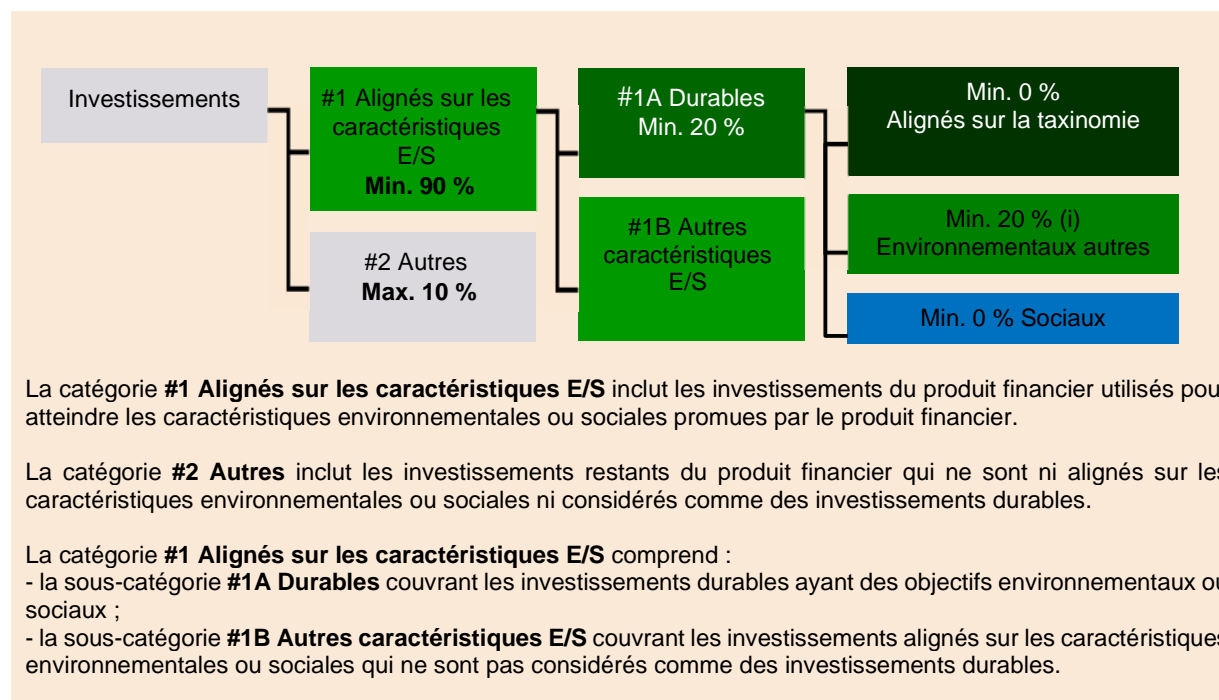 Investissements
#1 Alignés sur les
caractéristiques
E/S
Min. 90 %
#2 Autres
Max. 10 %
#1A Durables
Min. 20 %
#1B Autres
caractéristiques
E/S
Min. 0 %
Alignés sur la taxinomie
Min. 20 % (i)
Environnementaux autres
Min. 0 % Sociaux
La catégorie #1 Alignés sur les caractéristiques E/S inclut les investissements du produit financier utilisés pou
atteindre les caractéristiques environnementales ou sociales promues par le produit financier.
La catégorie #2 Autres inclut les investissements restants du produit financier qui ne sont ni alignés sur les
caractéristiques environnementales ou sociales ni considérés comme des investissements durables.
La catégorie #1 Alignés sur les caractéristiques E/S comprend :
- la sous-catégorie #1A Durables couvrant les investissements durables ayant des objectifs environnementaux ou
sociaux ;
- la sous-catégorie #1B Autres caractéristiques E/S couvrant les investissements alignés sur les caractéristiques
environnementales ou sociales qui ne sont pas considérés comme des investissements durables.